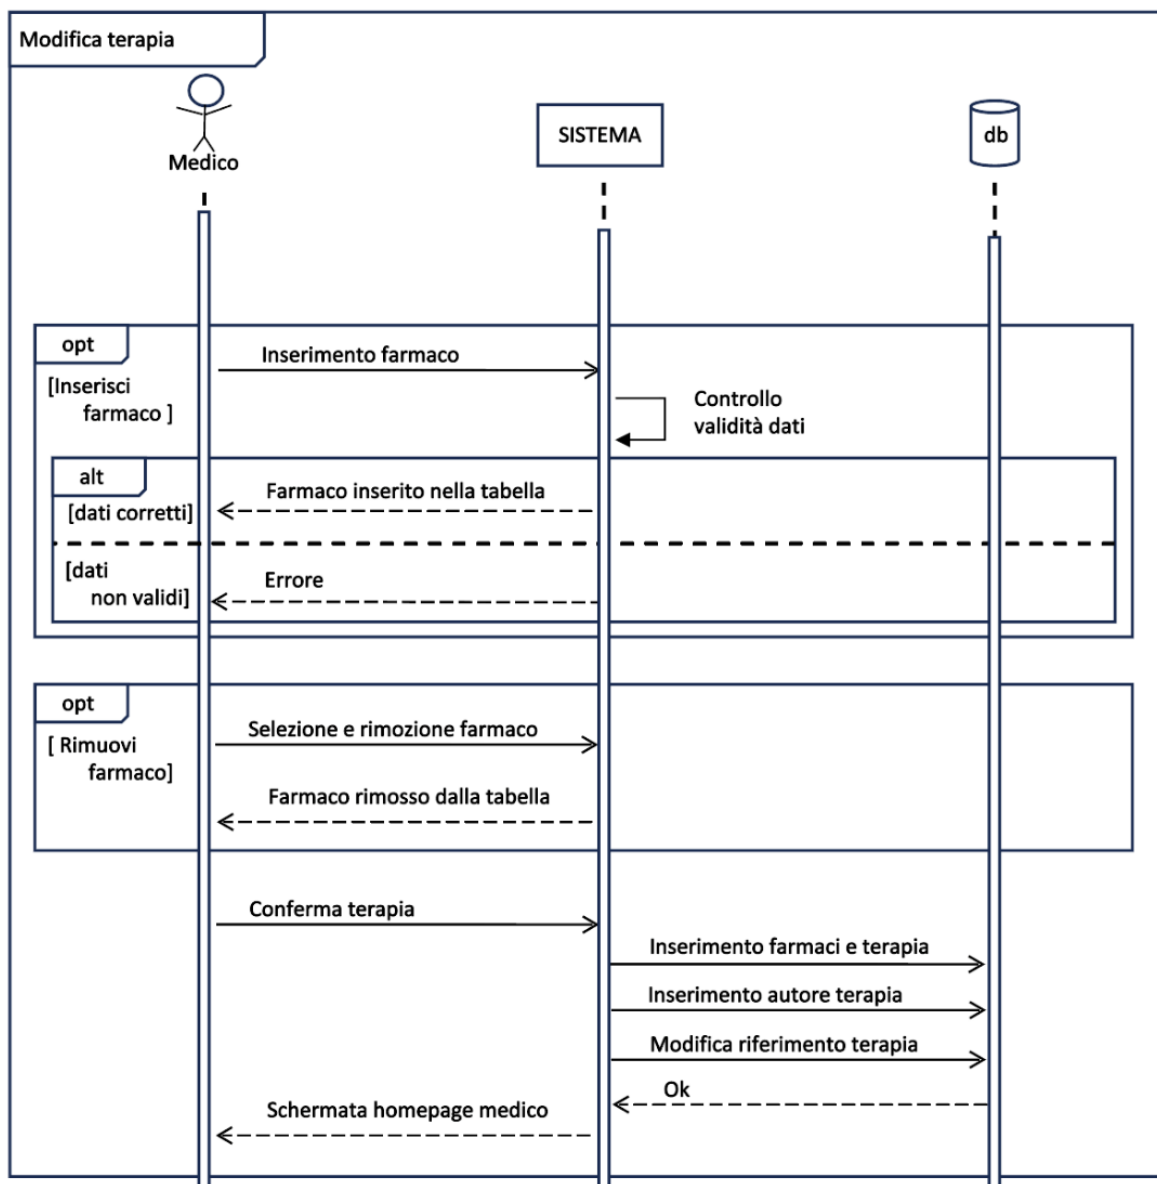 Modifica terapia
Medico
SISTEMA
db
opt
[Inserisci
farmaco ]
Inserimento farmaco
Controllo
validità dati
alt
[dati corretti]
Farmaco inserito nella tabella
[dati
non validi]
Errore
opt
[ Rimuovi
farmaco]
Selezione e rimozione farmaco
Farmaco rimosso dalla tabella
Conferma terapia
Inserimento farmaci e terapia
Inserimento autore terapia
Modifica riferimento terapia
Ok
Schermata homepage medico